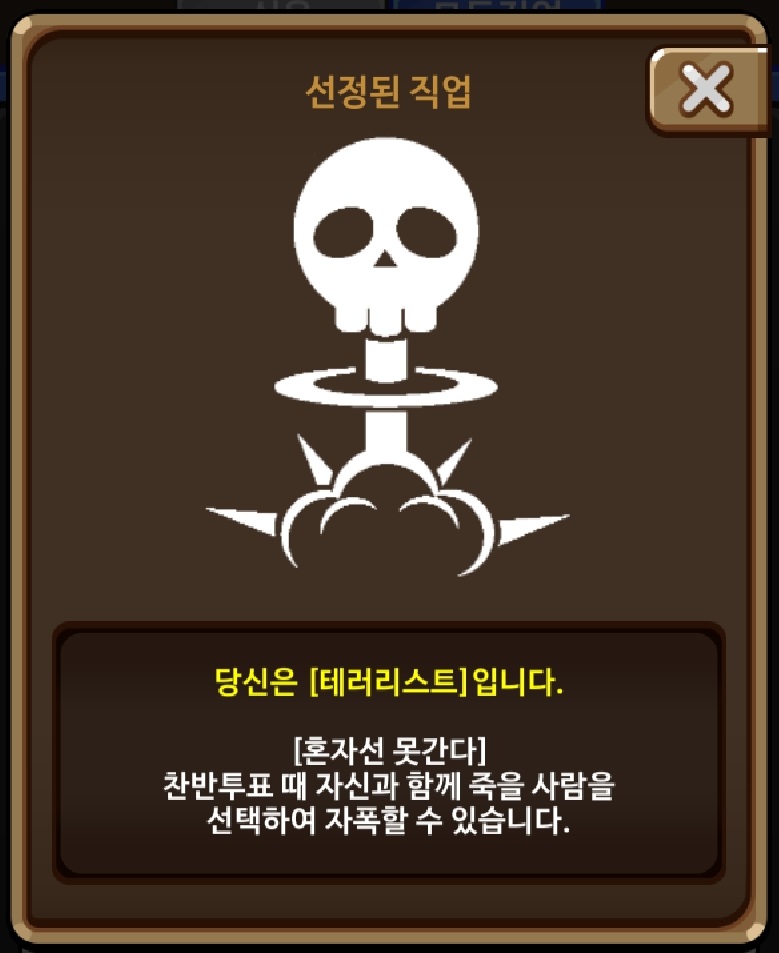 선정된 직업
당신은 [테러리스트]입니다.
[혼자선 못간다]
찬반투표 때 자신과 함께 죽을 사람을
선택하여 자폭할 수 있습니다.